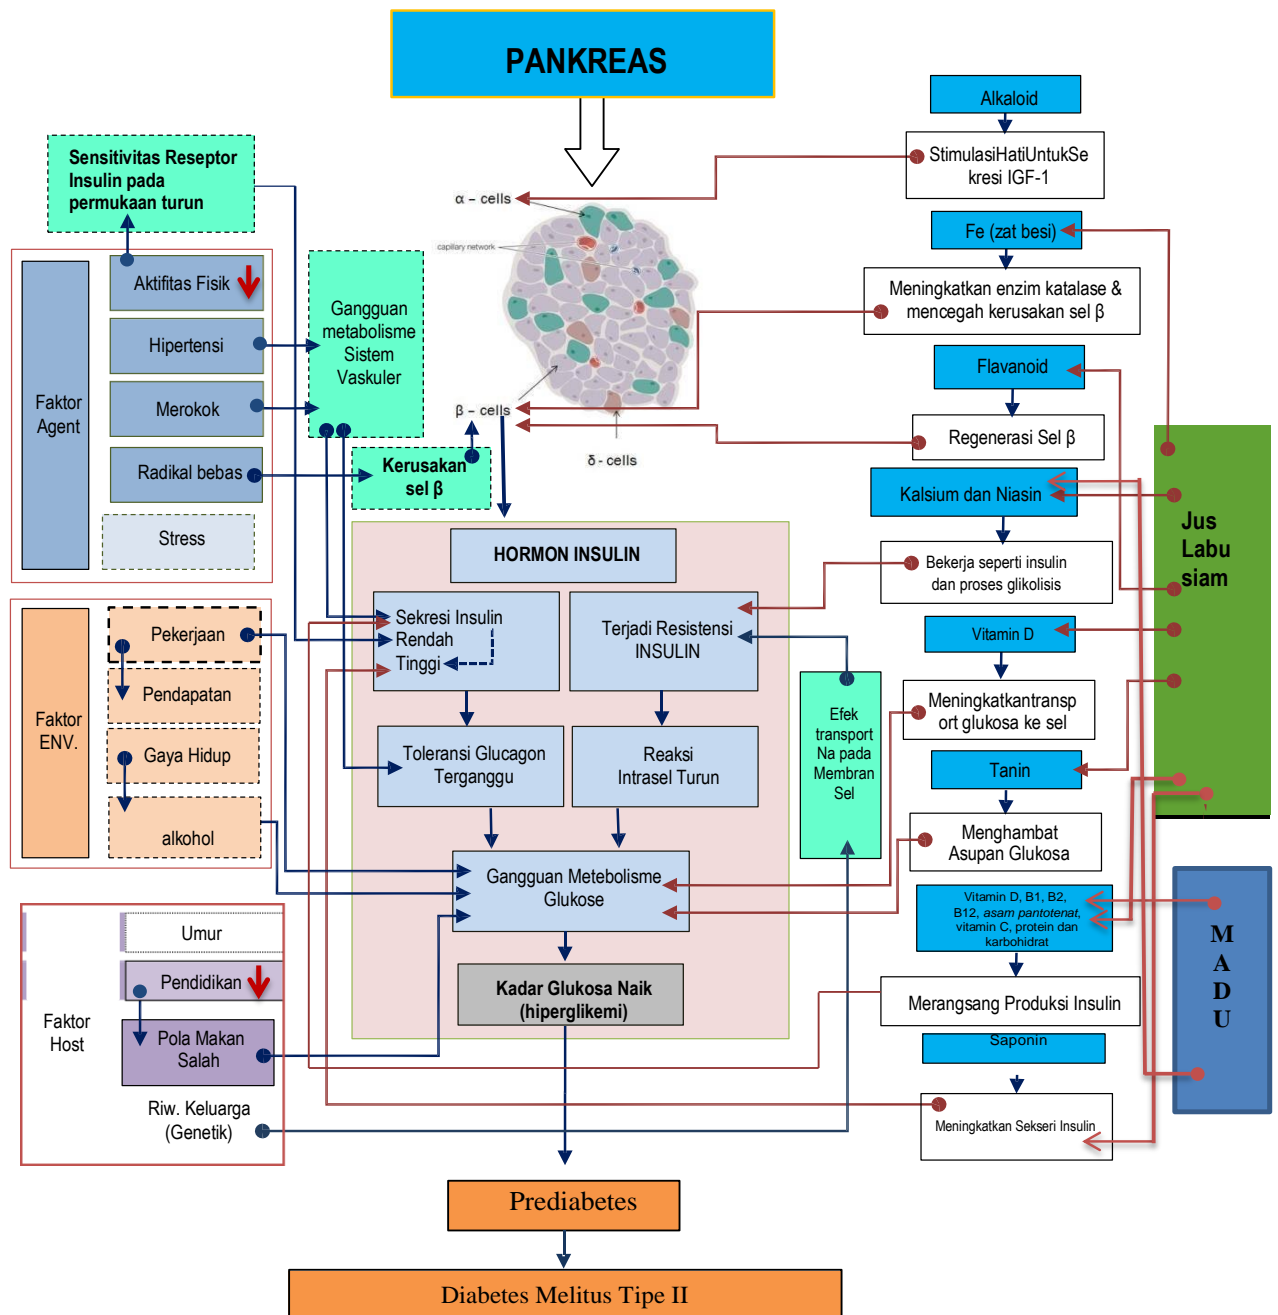 PANKREAS
Alkaloid
StimulasiHatiUntukSe
kresi IGF-1
Sensitivitas Reseptor
Insulin pada
permukaan turun
α – cells
capillary network
β – cells
δ - cells
Fe (zat besi)
Meningkatkan enzim katalase &
mencegah kerusakan sel β
Flavanoid
Regenerasi Sel β
Kalsium dan Niasin
Bekerja seperti insulin
dan proses glikolisis
Vitamin D
Meningkatkantransp
ort glukosa ke sel
Tanin
Menghambat
Asupan Glukosa
Vitamin D, B1, B2,
B12, asam pantotenat,
vitamin C, protein dan
karbohidrat
Merangsang Produksi Insulin
Saponin
Meningkatkan Sekseri Insulin
Jus
Labu
siam
M
A
D
U
Faktor
Agent
Aktifitas Fisik
Hipertensi
Merokok
Radikal bebas
Stress
Gangguan
metabolisme
Sistem
Vaskuler
Kerusakan
sel β
Faktor
ENV.
Pekerjaan
Pendapatan
Gaya Hidup
alkohol
Faktor
Host
Umur
Pendidikan
Pola Makan
Salah
Riw. Keluarga
(Genetik)
HORMON INSULIN
Sekresi Insulin
Rendah
Tinggi
Terjadi Resistensi
INSULIN
Toleransi Glucagon
Terganggu
Reaksi
Intrasel Turun
Efek
transport
Na pada
Membran
Sel
Gangguan Metebolisme
Glukose
Kadar Glukosa Naik
(hiperglikemi)
Prediabetes
Diabetes Melitus Tipe II